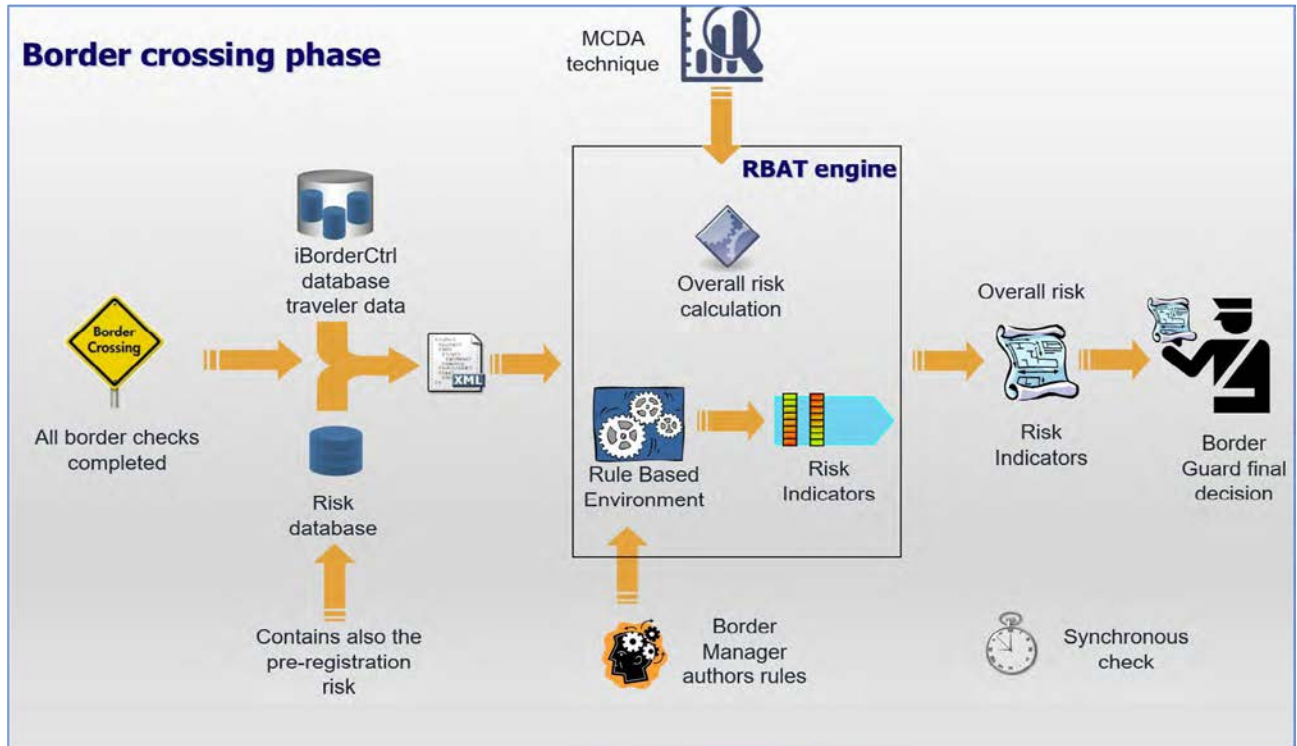 Border crossing phase
MCDA
technique
RBAT engine
iBorderCtrl
database
traveler data
Overall risk
calculation
Overall risk
Border
Crossing
XML
All border checks
completed
Risk
database
Rule Based
Environment
Risk
Indicators
Risk
Indicators
Border
Guard final
decision
Contains also the
pre-registration
risk
Border
Manager
authors rules
Synchronous
check